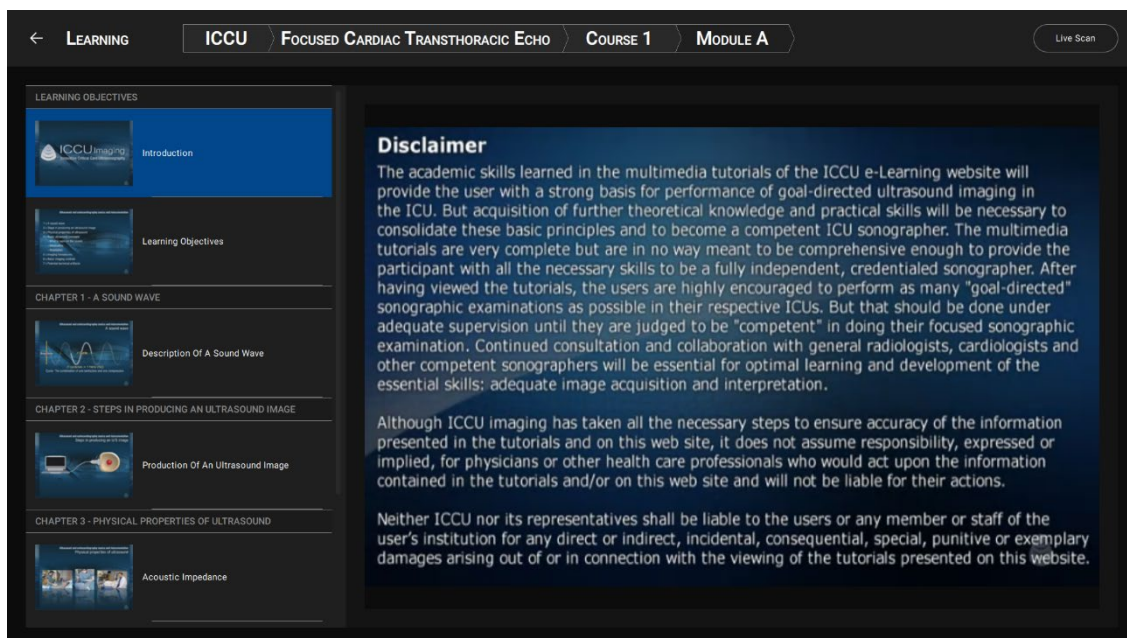 ← LEARNING
ICCU
FOCUSED CARDIAC TRANSTHORACIC ECHO
COURSE 1
MODULE A
Live Scan
LEARNING OBJECTIVES
ICCU Imaging
Introduction
Learning Objectives
CHAPTER 1 - A SOUND WAVE
Description Of A Sound Wave
CHAPTER 2 - STEPS IN PRODUCING AN ULTRASOUND IMAGE
Production Of An Ultrasound Image
CHAPTER 3 - PHYSICAL PROPERTIES OF ULTRASOUND
Acoustic Impedance
Disclaimer
The academic skills learned in the multimedia tutorials of the ICCU e-Learning website will
provide the user with a strong basis for performance of goal-directed ultrasound imaging in
the ICU. But acquisition of further theoretical knowledge and practical skills will be necessary to
consolidate these basic principles and to become a competent ICU sonographer. The multimedia
tutorials are very complete but are in no way meant to be comprehensive enough to provide the
participant with all the necessary skills to be a fully independent, credentialed sonographer. After
having viewed the tutorials, the users are highly encouraged to perform as many "goal-directed"
sonographic examinations as possible in their respective ICUs. But that should be done under
adequate supervision until they are judged to be "competent" in doing their focused sonographic
examination. Continued consultation and collaboration with general radiologists, cardiologists and
other competent sonographers will be essential for optimal learning and development of the
essential skills: adequate image acquisition and interpretation.
Although ICCU imaging has taken all the necessary steps to ensure accuracy of the information
presented in the tutorials and on this web site, it does not assume responsibility, expressed or
implied, for physicians or other health care professionals who would act upon the information
contained in the tutorials and/or on this web site and will not be liable for their actions.
Neither ICCU nor its representatives shall be liable to the users or any member or staff of the
user's institution for any direct or indirect, incidental, consequential, special, punitive or exemplary
damages arising out of or in connection with the viewing of the tutorials presented on this website.